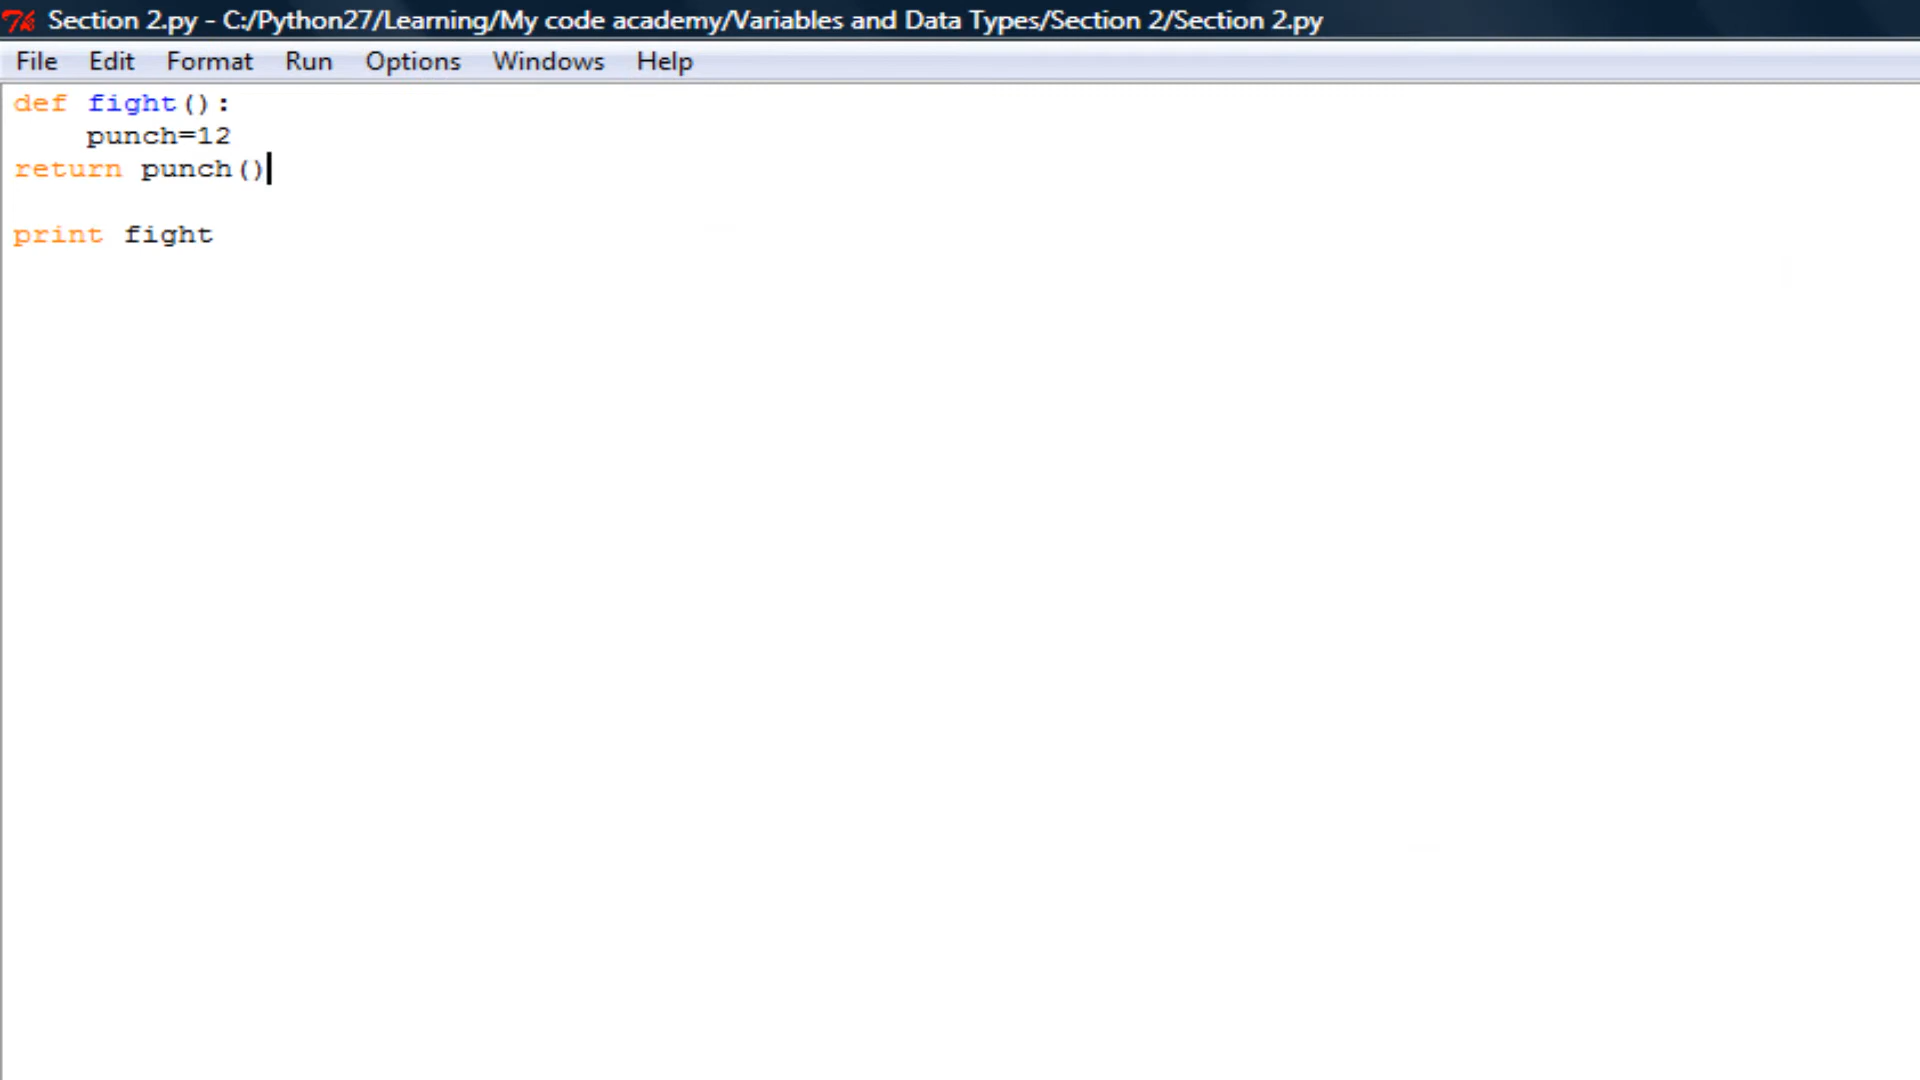 Section 2.py - C:/Python27/Learning/My code academy/Variables and Data Types/Section 2/Section 2.py
File Edit Format Run Options Windows Help
def fight():
    punch=12
return punch()

print fight